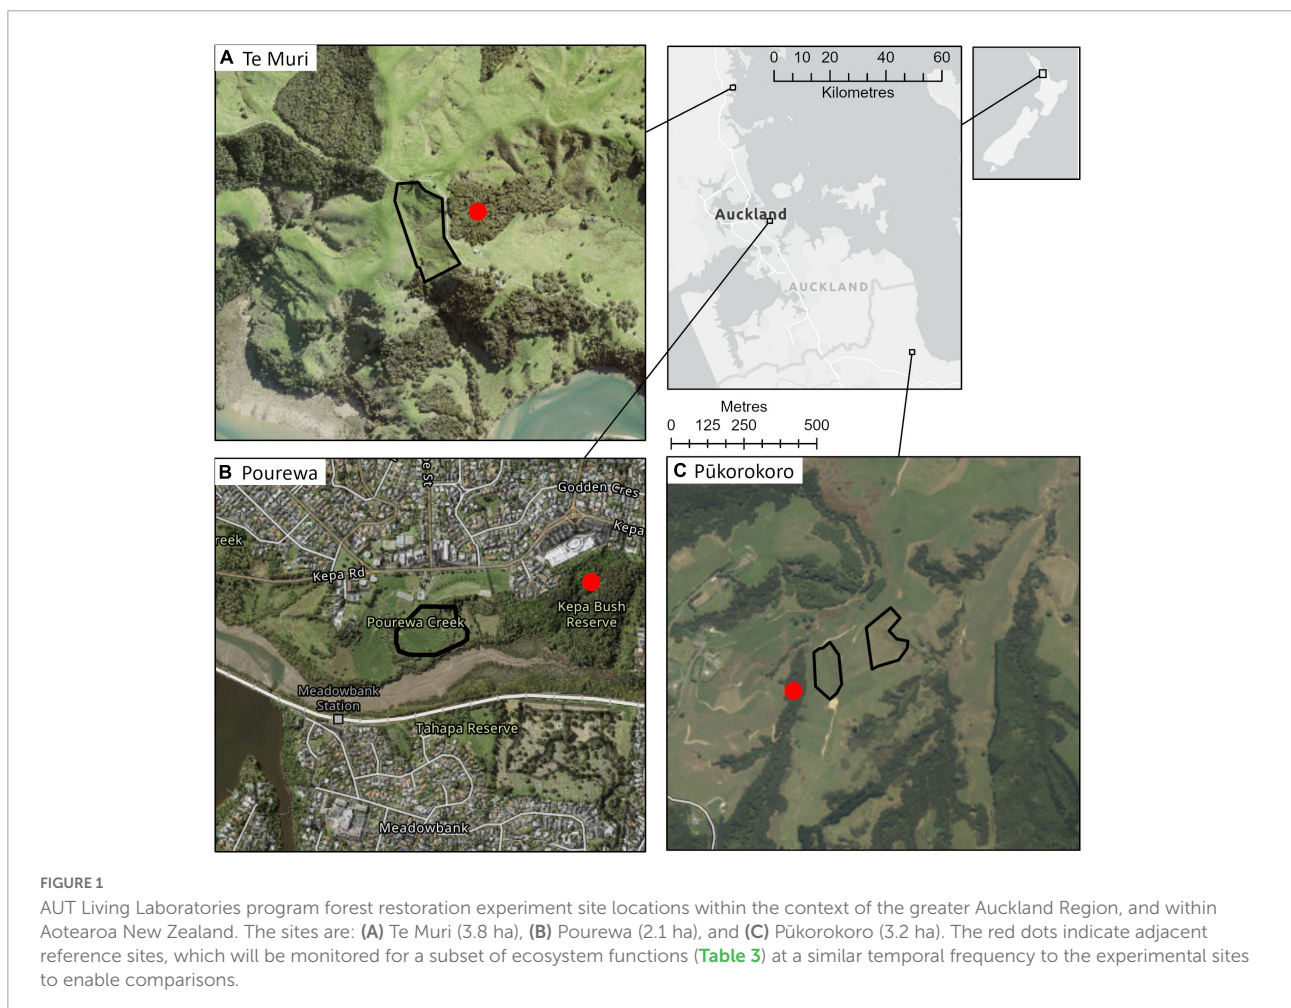 A Te Muri
0 10 20 40 60
Kilometres
Auckland
AUCKLAND
Metres
0 125 250 500
B Pourewa
e St
Godden Cres
Kepa
reek
Kepa Rd
Kepa Bush
Reserve
Pourewa Creek
Meadowbank
Station
Tahapa Reserve
Meadowbank
C Pūkorokoro
FIGURE 1
AUT Living Laboratories program forest restoration experiment site locations within the context of the greater Auckland Region, and within
Aotearoa New Zealand. The sites are: (A) Te Muri (3.8 ha), (B) Pourewa (2.1 ha), and (C) Pūkorokoro (3.2 ha). The red dots indicate adjacent
reference sites, which will be monitored for a subset of ecosystem functions (Table 3) at a similar temporal frequency to the experimental sites
to enable comparisons.